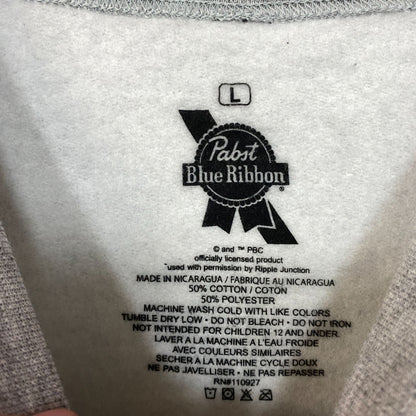 L
Pabst
Blue Ribbon®
© and ™ PBC
officially licensed product
used with permission by Ripple Junction
MADE IN NICARAGUA / FABRIQUE AU NICARAGUA
50% COTTON / COTON
50% POLYESTER
MACHINE WASH COLD WITH LIKE COLORS
TUMBLE DRY LOW • DO NOT BLEACH • DO NOT IRON
NOT INTENDED FOR CHILDREN 12 AND UNDER.
LAVER A LA MACHINE A L'EAU FROIDE
AVEC COULEURS SIMILAIRES
SECHER A LA MACHINE CYCLE DOUX
NE PAS JAVELLISER • NE PAS REPASSER
RN#110927